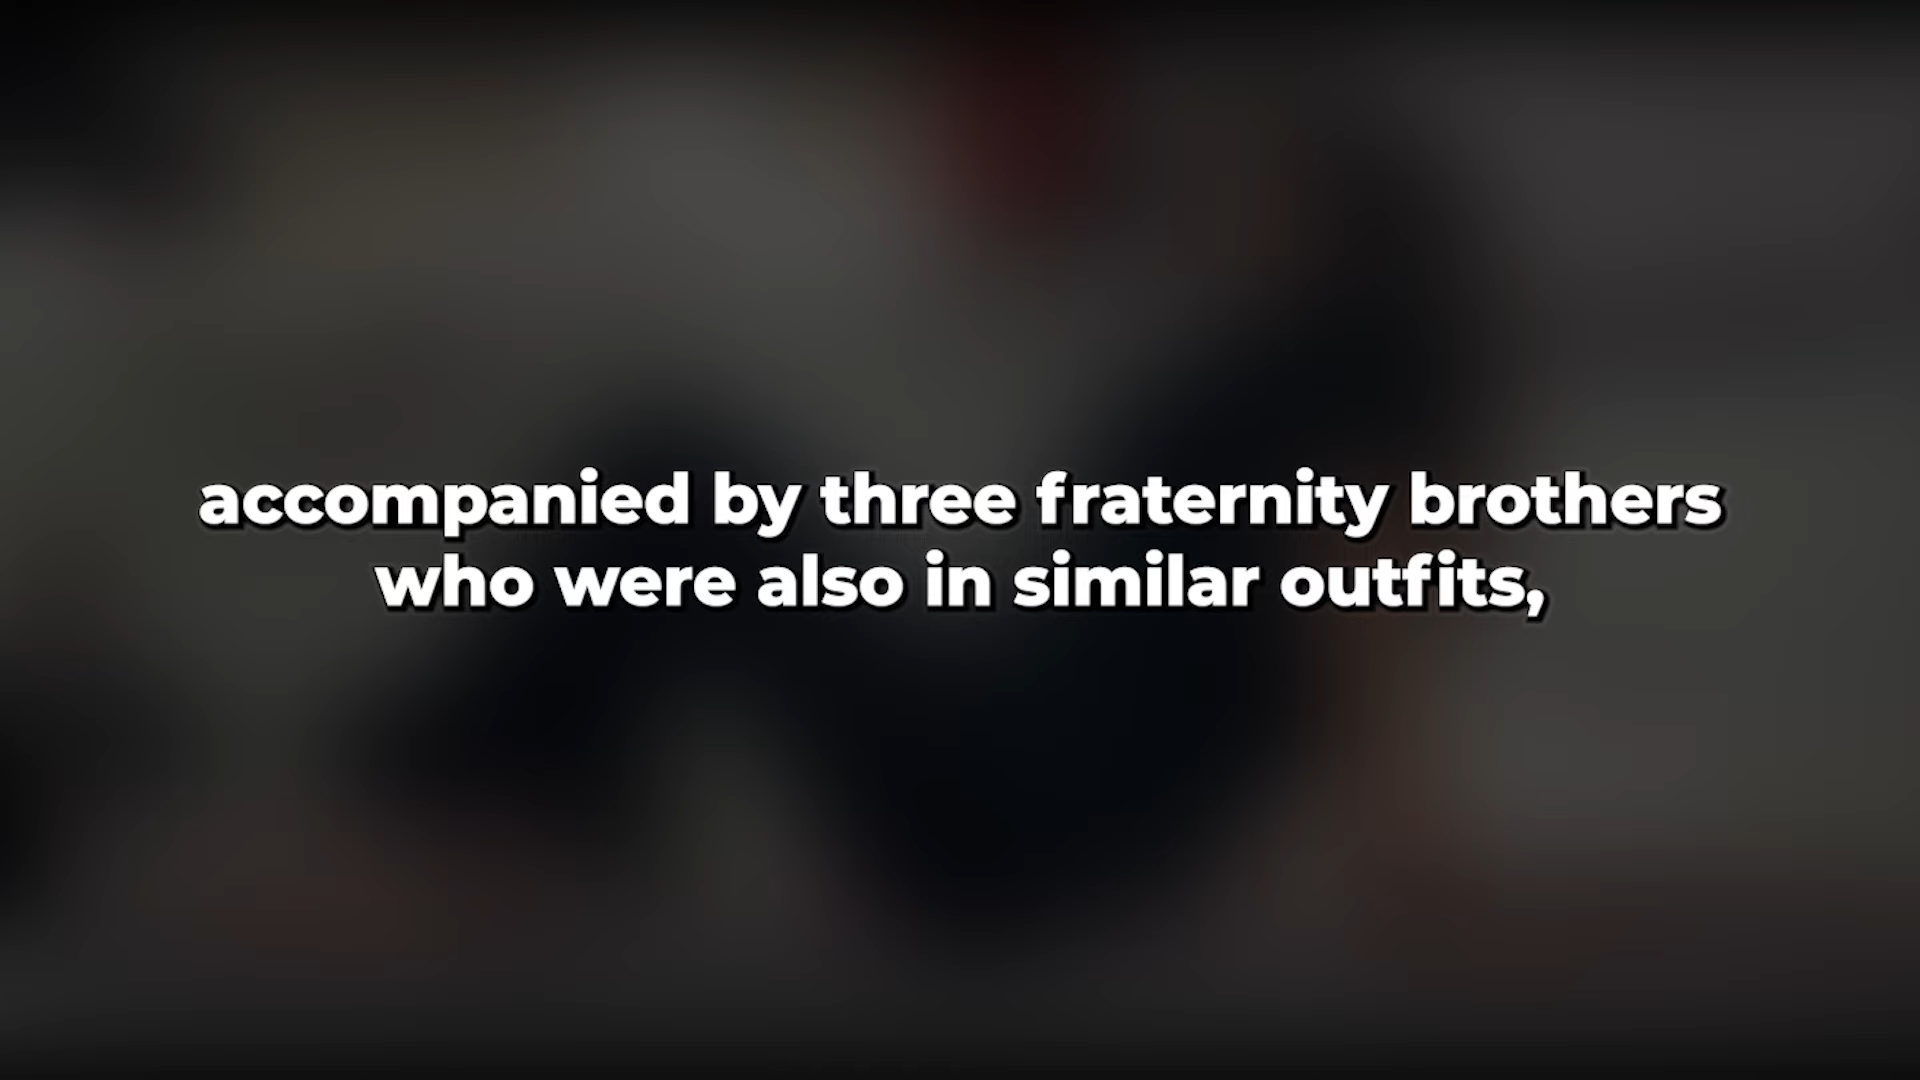 accompanied by three fraternity brothers
who were also in similar outfits,